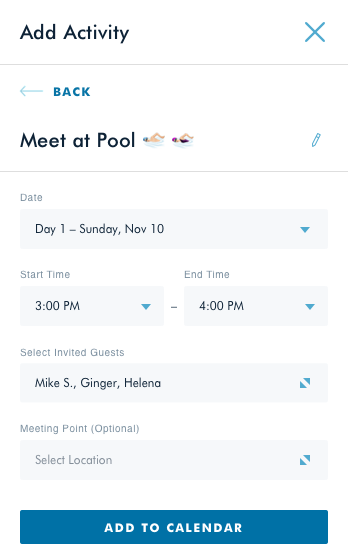 Add Activity
BACK
Meet at Pool 🏊🏼‍♂️ 🏊🏼‍♀️
Date
Day 1 – Sunday, Nov 10
Start Time
End Time
3:00 PM – 4:00 PM
Select Invited Guests
Mike S., Ginger, Helena
Meeting Point (Optional)
Select Location
ADD TO CALENDAR